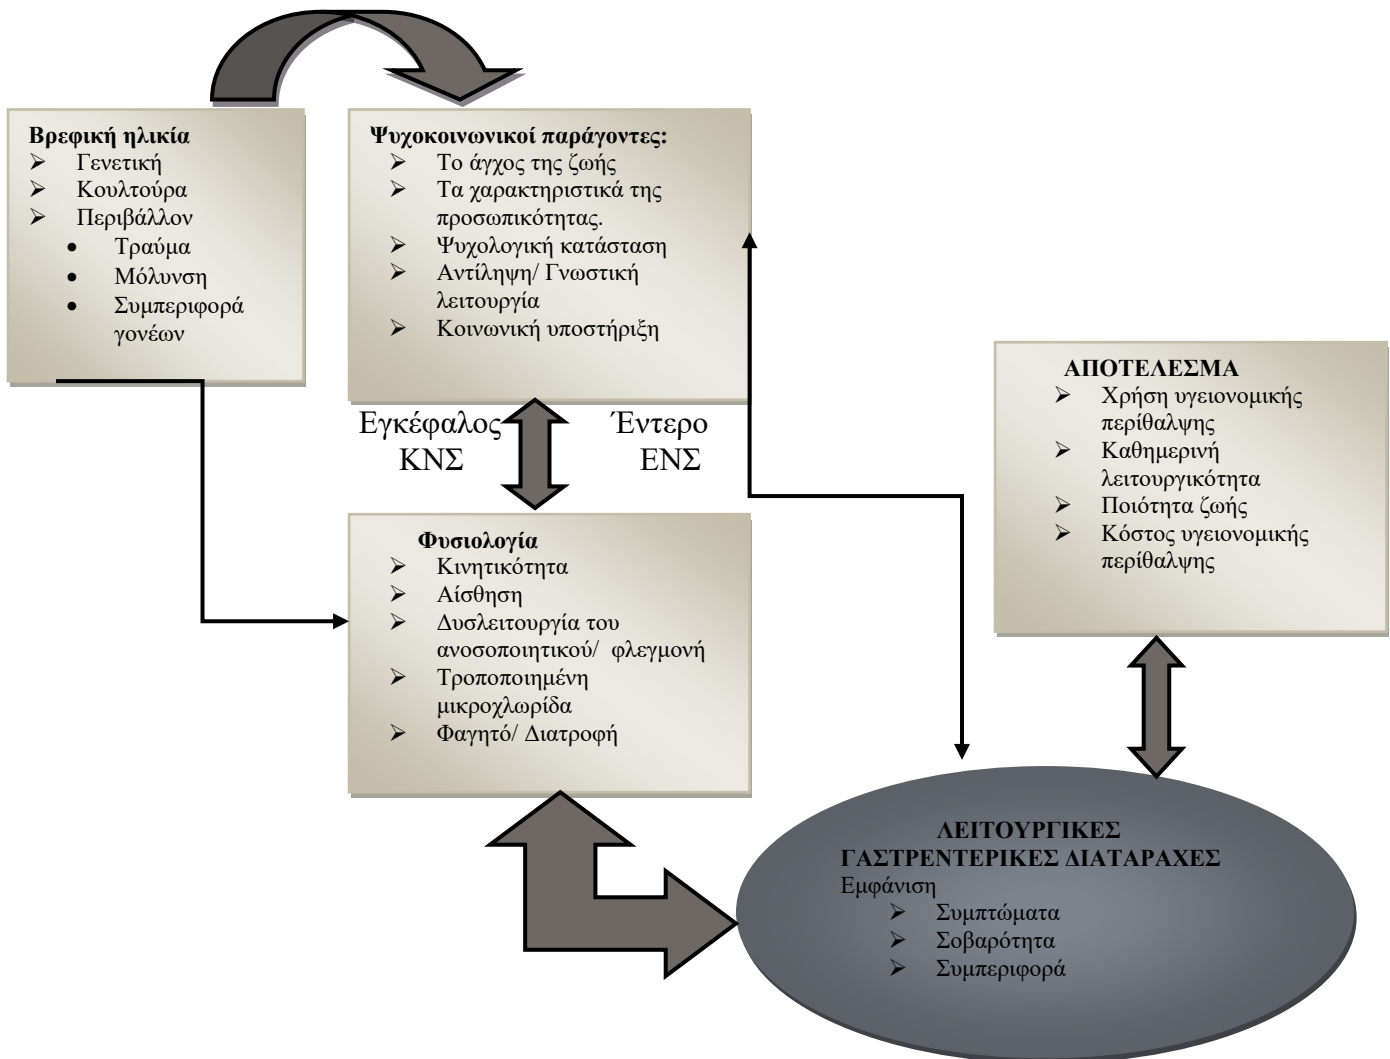 Βρεφική ηλικία
➢ Γενετική
➢ Κουλτούρα
➢ Περιβάλλον
• Τραύμα
• Μόλυνση
• Συμπεριφορά
γονέων
Ψυχοκοινωνικοί παράγοντες:
➢ Το άγχος της ζωής
➢ Τα χαρακτηριστικά της
προσωπικότητας.
➢ Ψυχολογική κατάσταση
➢ Αντίληψη/ Γνωστική
λειτουργία
➢ Κοινωνική υποστήριξη
Εγκέφαλος
ΚΝΣ
Έντερο
ΕΝΣ
Φυσιολογία
➢ Κινητικότητα
➢ Αίσθηση
➢ Δυσλειτουργία του
ανοσοποιητικού/ φλεγμονή
➢ Τροποποιημένη
μικροχλωρίδα
➢ Φαγητό/ Διατροφή
ΑΠΟΤΕΛΕΣΜΑ
➢ Χρήση υγειονομικής
περίθαλψης
➢ Καθημερινή
λειτουργικότητα
➢ Ποιότητα ζωής
➢ Κόστος υγειονομικής
περίθαλψης
ΛΕΙΤΟΥΡΓΙΚΕΣ
ΓΑΣΤΡΕΝΤΕΡΙΚΕΣ ΔΙΑΤΑΡΑΧΕΣ
Εμφάνιση
➢ Συμπτώματα
➢ Σοβαρότητα
➢ Συμπεριφορά